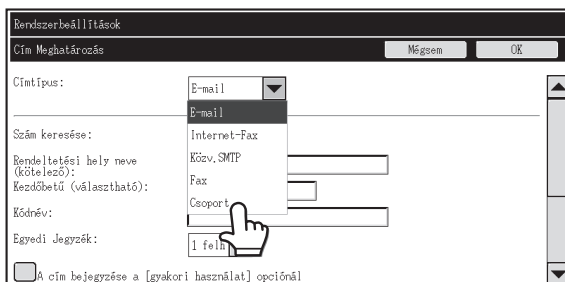 Rendszerbeállítások
Cím Meghatározás
Mégsem
OK
Címtípus:
E-mail
E-mail
Internet-Fax
Közv.SMTP
Fax
Csoport
Szám keresése:
Rendeltetési hely neve
(kötelező):
Kezdőbetű (választható):
Kódnév:
Egyedi Jegyzék:
1 felh
A cím bejegyzése a [gyakori használat] opciónál